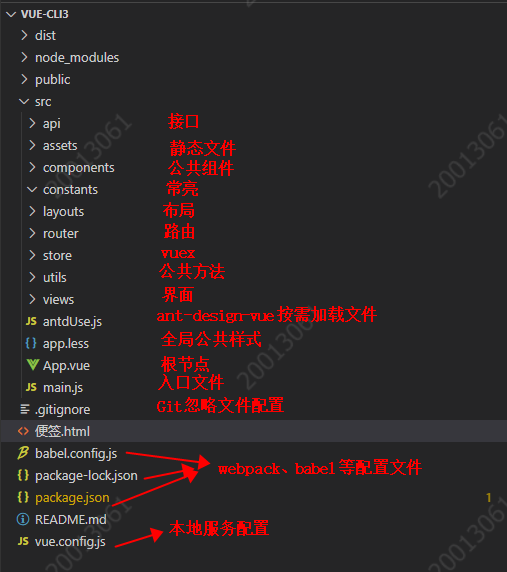 VUE-CLI3
dist
node_modules
public
src
api 接口
assets 静态文件
components 公共组件
constants 常亮
layouts 布局
router 路由
store vuex
utils 公共方法
views 界面
antdUse.js ant-design-vue按需加载文件
app.less 全局公共样式
App.vue 根节点
main.js 入口文件
.gitignore Git忽略文件配置
便签.html
babel.config.js
package-lock.json webpack、babel等配置文件
package.json 1
README.md
vue.config.js 本地服务配置
20013061
20013061
20013061
20013061
20013061